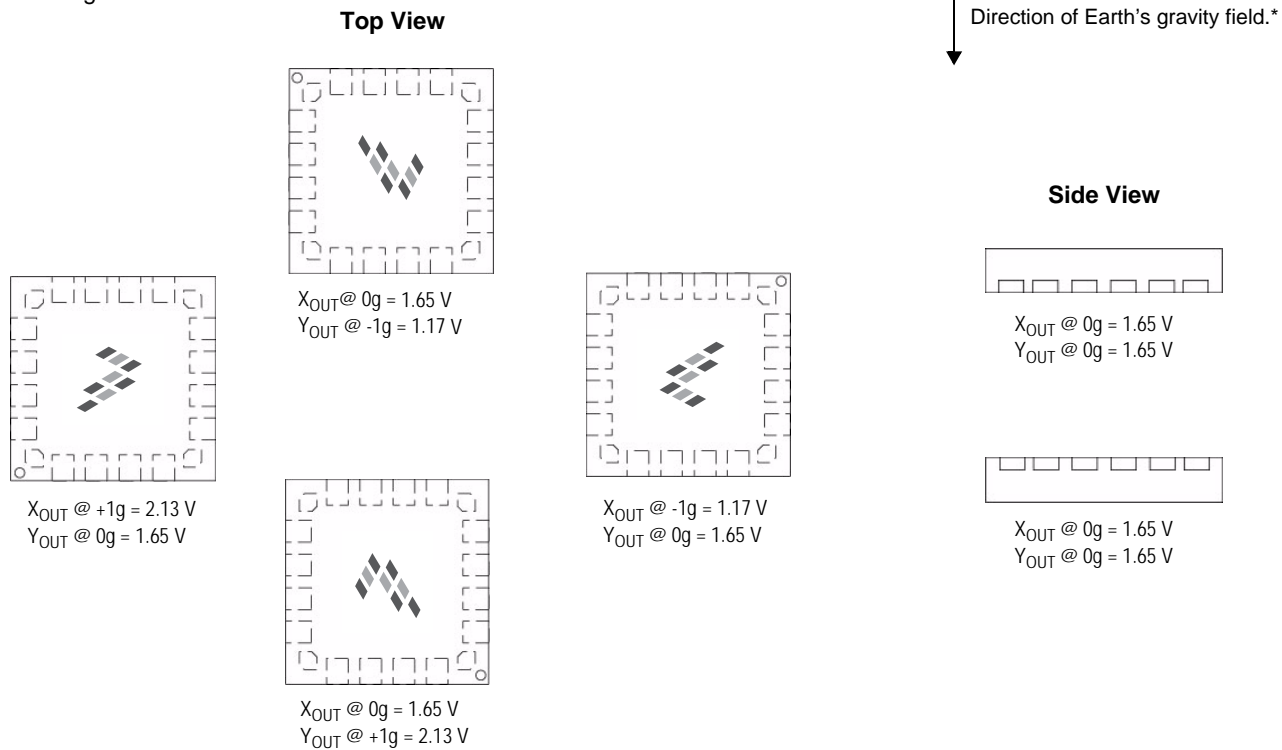 Top View
Direction of Earth's gravity field.*
XOUT@ 0g = 1.65 V
YOUT @ -1g = 1.17 V
Side View
XOUT @ 0g = 1.65 V
YOUT @ 0g = 1.65 V
XOUT @ +1g = 2.13 V
YOUT @ 0g = 1.65 V
XOUT @ -1g = 1.17 V
YOUT @ 0g = 1.65 V
XOUT @ 0g = 1.65 V
YOUT @ 0g = 1.65 V
XOUT @ 0g = 1.65 V
YOUT @ +1g = 2.13 V